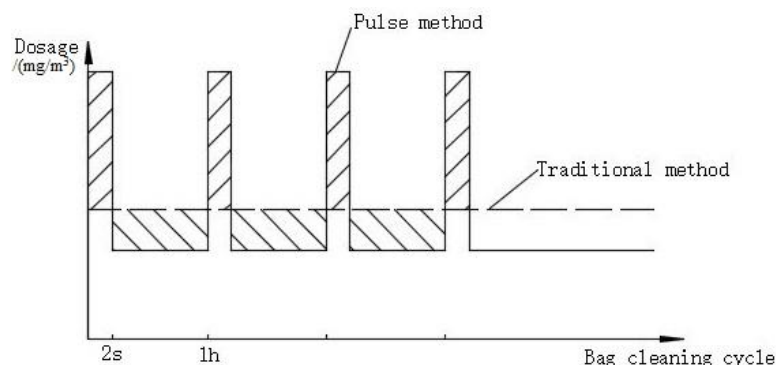 Pulse method
Dosage
/(mg/m³)
Traditional method
2s
1h
Bag cleaning cycle